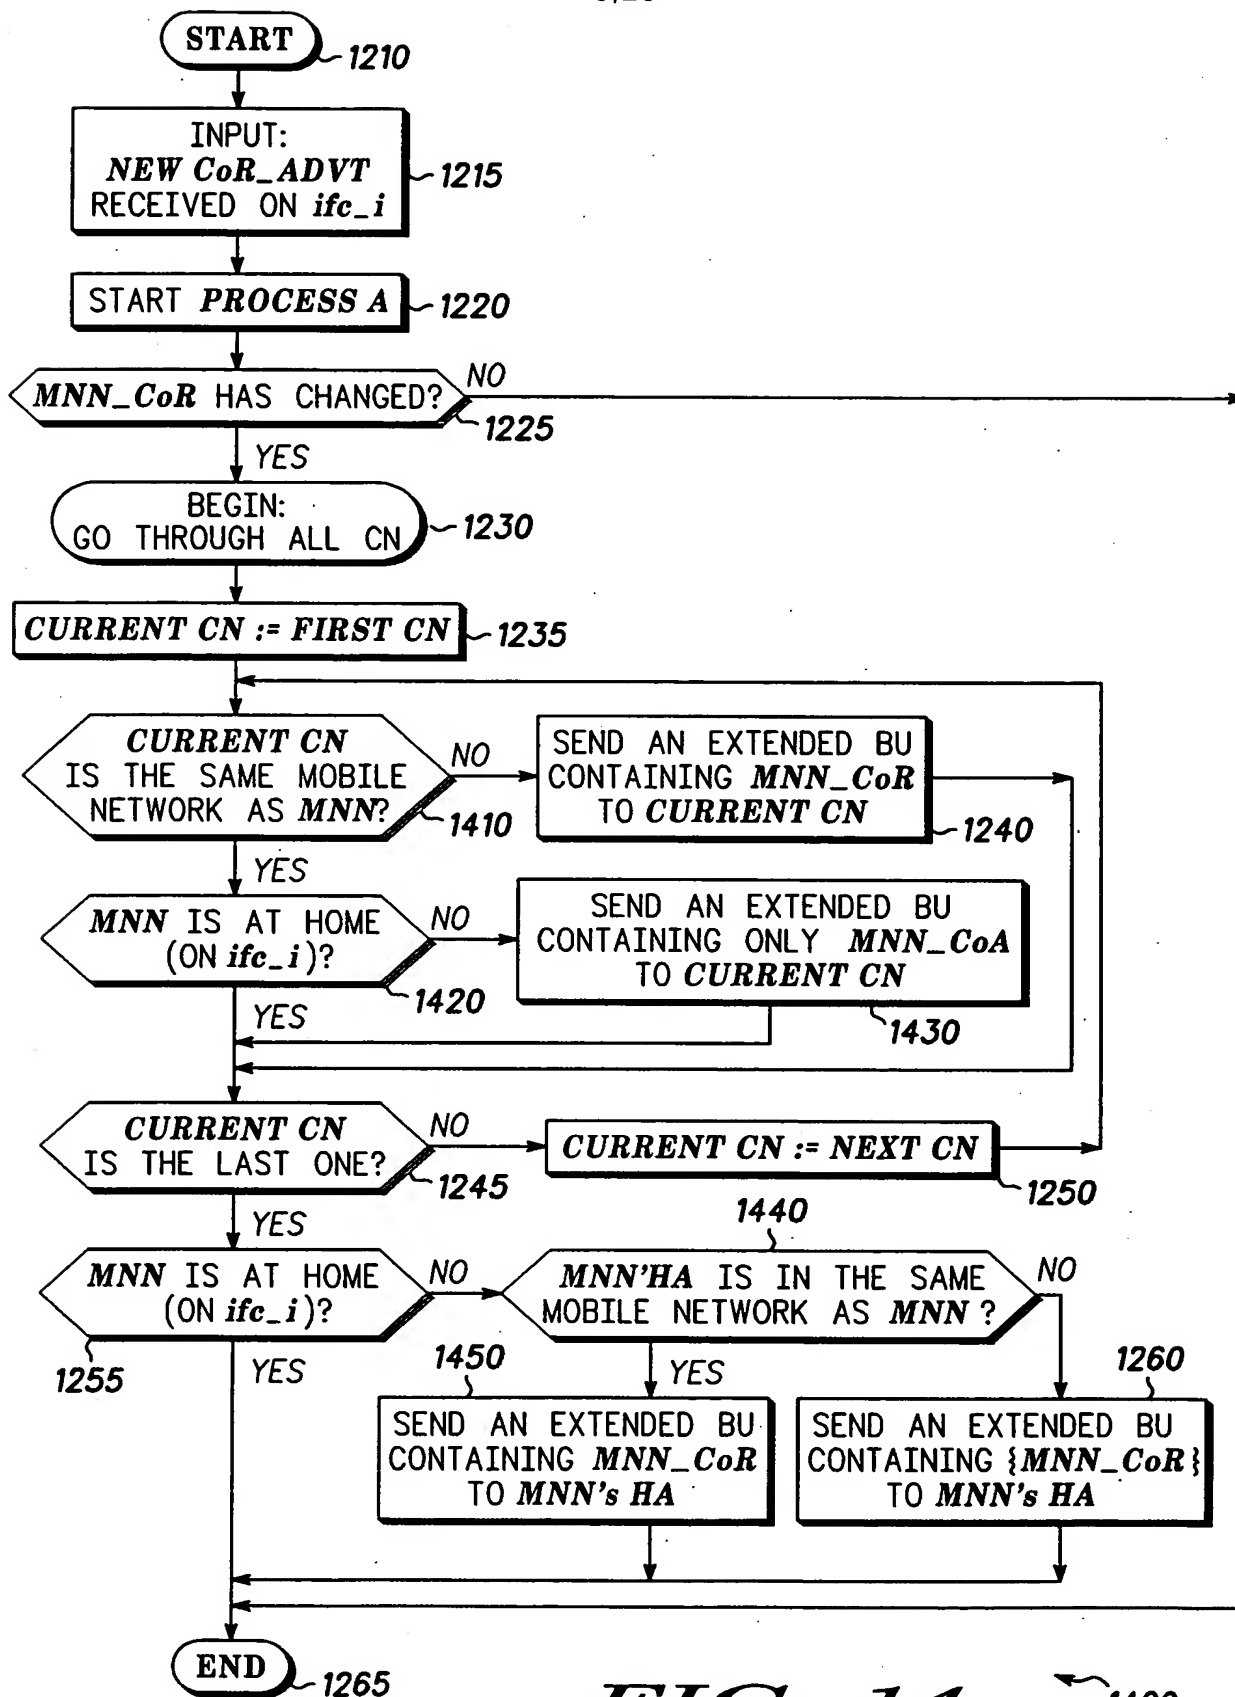 START
1210
INPUT:
NEW CoR_ADVT
RECEIVED ON ifc_i
1215
START PROCESS A
1220
MNN_CoR HAS CHANGED?
NO
1225
YES
BEGIN:
GO THROUGH ALL CN
1230
CURRENT CN := FIRST CN
1235
CURRENT CN
IS THE SAME MOBILE
NETWORK AS MNN?
NO
1410
SEND AN EXTENDED BU
CONTAINING MNN_CoR
TO CURRENT CN
1240
YES
MNN IS AT HOME
(ON ifc_i)?
NO
1420
SEND AN EXTENDED BU
CONTAINING ONLY MNN_CoA
TO CURRENT CN
1430
YES
CURRENT CN
IS THE LAST ONE?
NO
1245
CURRENT CN := NEXT CN
1250
YES
1440
MNN IS AT HOME
(ON ifc_i)?
NO
1255
MNN'HA IS IN THE SAME
MOBILE NETWORK AS MNN ?
NO
YES
1450
YES
1260
SEND AN EXTENDED BU
CONTAINING MNN_CoR
TO MNN's HA
SEND AN EXTENDED BU
CONTAINING {MNN_CoR}
TO MNN's HA
END
1265